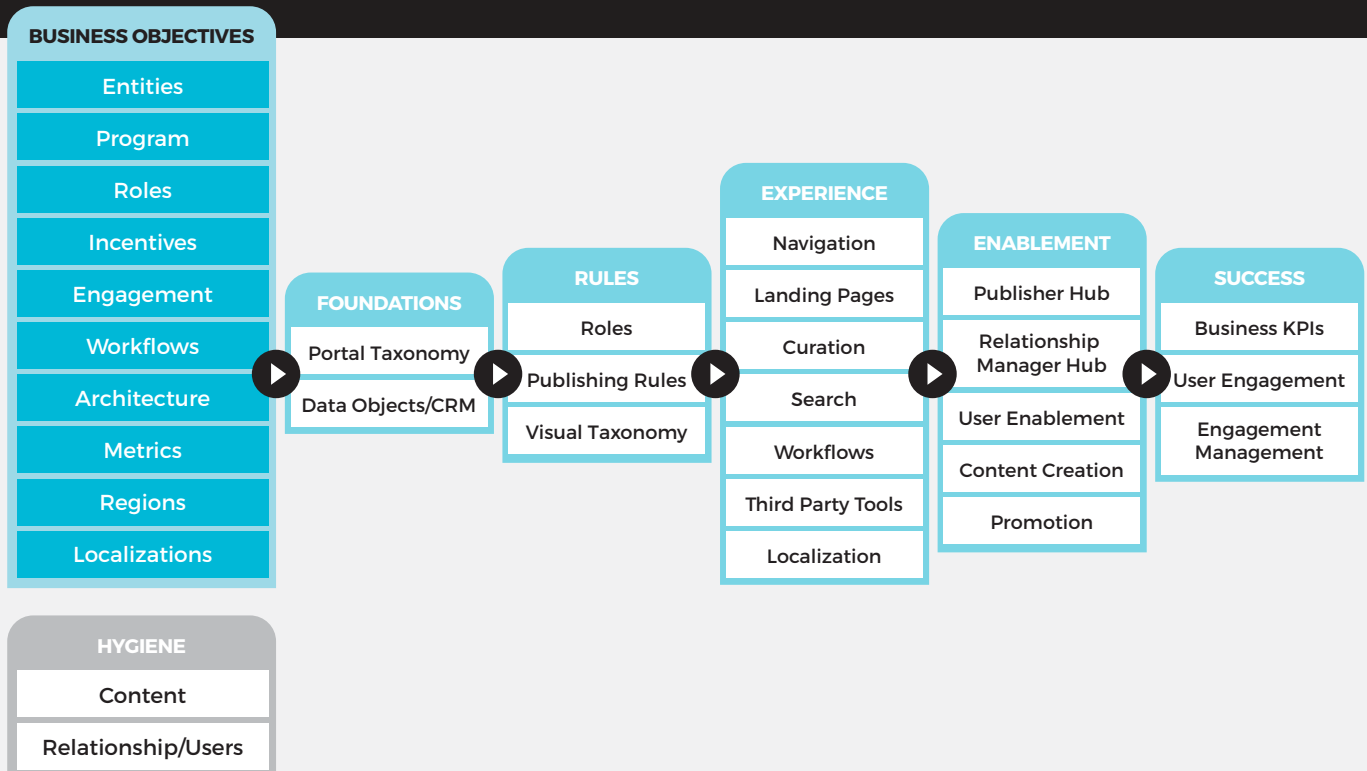 BUSINESS OBJECTIVES
Entities
Program
Roles
Incentives
Engagement
Workflows
Architecture
Metrics
Regions
Localizations
HYGIENE
Content
Relationship/Users
FOUNDATIONS
Portal Taxonomy
Data Objects/CRM
RULES
Roles
Publishing Rules
Visual Taxonomy
EXPERIENCE
Navigation
Landing Pages
Curation
Search
Workflows
Third Party Tools
Localization
ENABLEMENT
Publisher Hub
Relationship
Manager Hub
User Enablement
Content Creation
Promotion
SUCCESS
Business KPIs
User Engagement
Engagement
Management